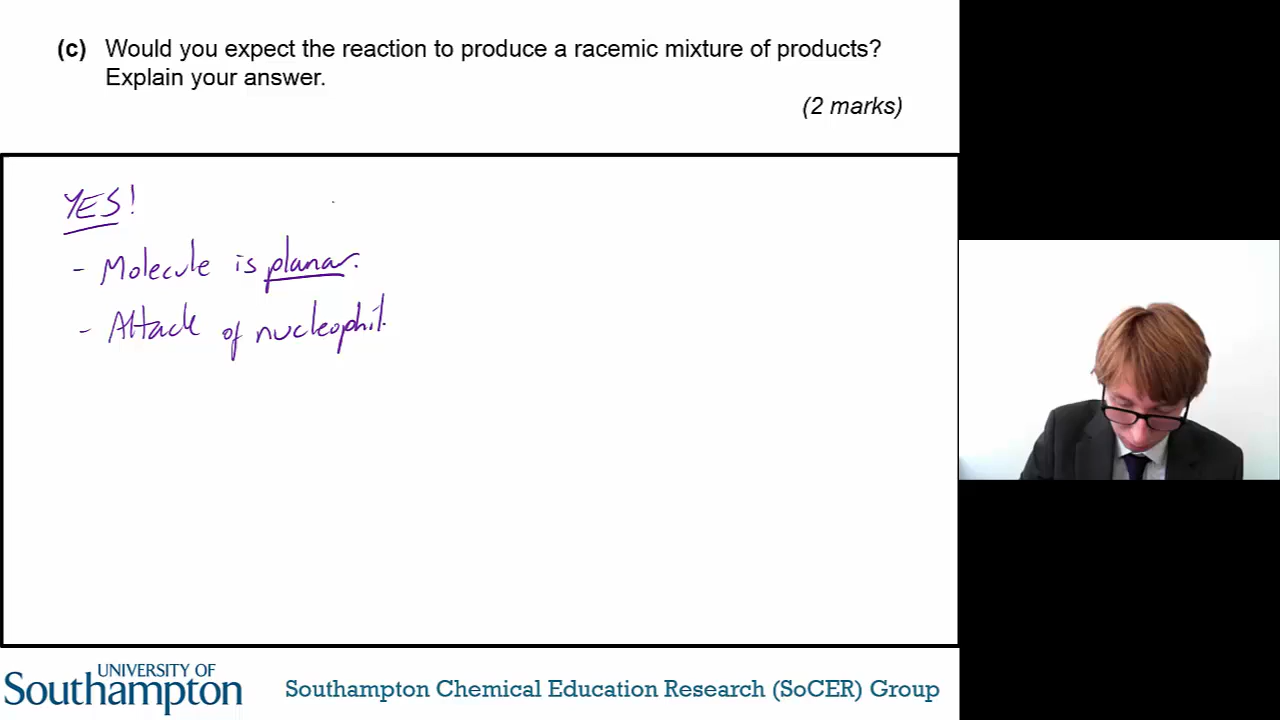 (c) Would you expect the reaction to produce a racemic mixture of products?
Explain your answer.
(2 marks)
YES!
- Molecule is planar.
- Attack of nucleophil
UNIVERSITY OF
Southampton
Southampton Chemical Education Research (SoCER) Group